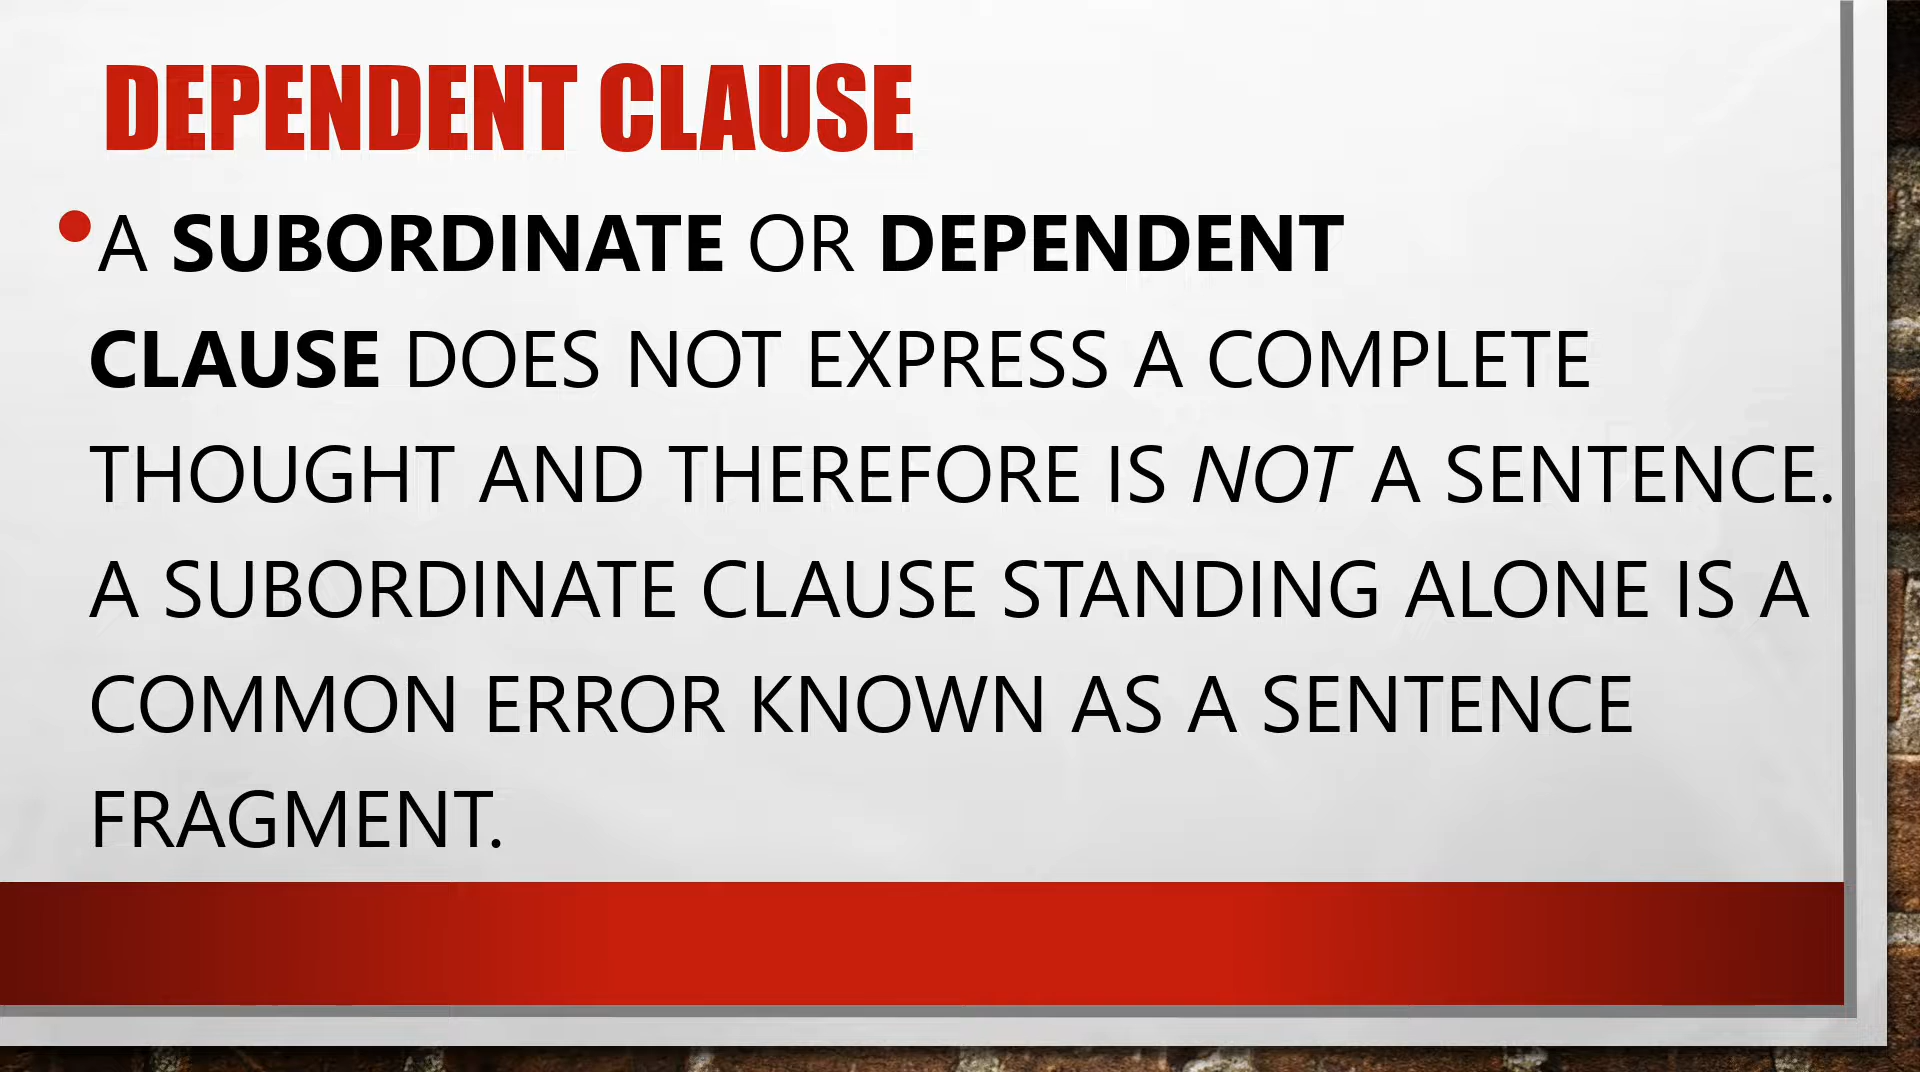 DEPENDENT CLAUSE
•A SUBORDINATE OR DEPENDENT
CLAUSE DOES NOT EXPRESS A COMPLETE
THOUGHT AND THEREFORE IS NOT A SENTENCE.
A SUBORDINATE CLAUSE STANDING ALONE IS A
COMMON ERROR KNOWN AS A SENTENCE
FRAGMENT.